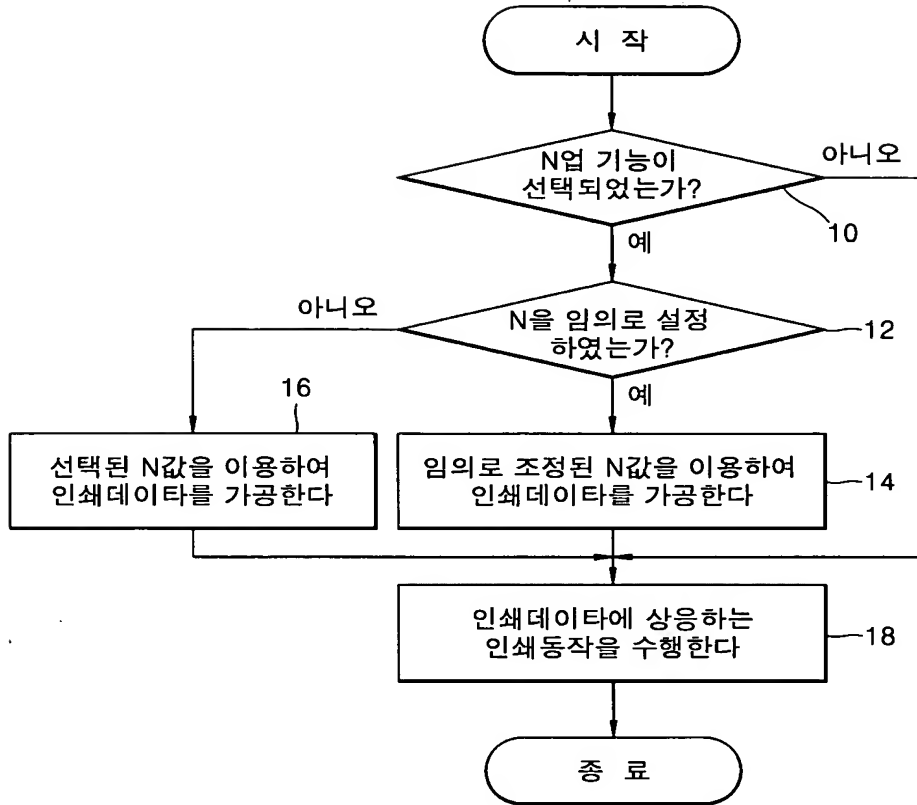 시 작
N업 기능이
선택되었는가?
아니오
10
예
N을 임의로 설정
하였는가?
아니오
12
예
16
선택된 N값을 이용하여
인쇄데이타를 가공한다
임의로 조정된 N값을 이용하여
인쇄데이타를 가공한다
14
인쇄데이타에 상응하는
인쇄동작을 수행한다
18
종 료